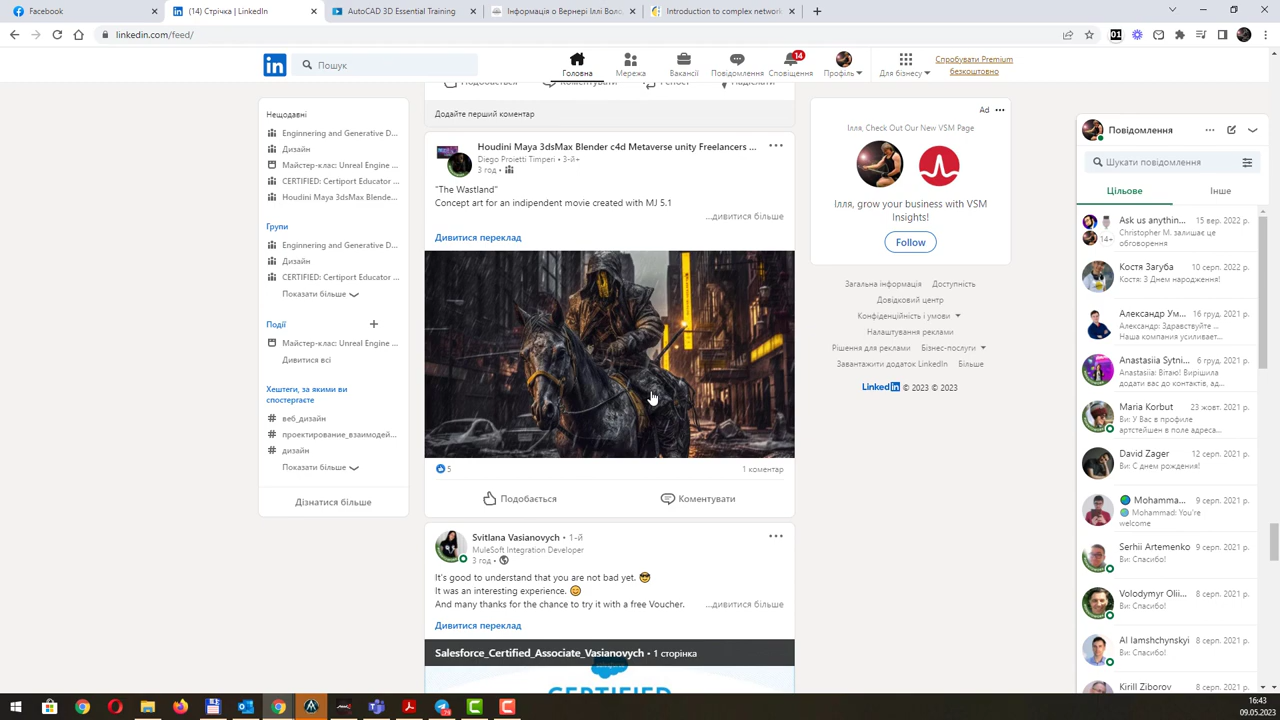 Facebook
(14) Стрічка | LinkedIn
AutoCAD 3D Essential Training
Інформація о Вернері Іллі Воло
Introduction to complex network
linkedin.com/feed/
Пошук
Головна
Мережа
Вакансії
Повідомлення
14
Сповіщення
Профіль
Для бізнесу
Спробувати Premium
безкоштовно
Нещодавні
Enginnering and Generative D...
Дизайн
Майстер-клас: Unreal Engine ...
CERTIFIED: Certiport Educator ...
Houdini Maya 3dsMax Blende...
Групи
Enginnering and Generative D...
Дизайн
CERTIFIED: Certiport Educator ...
Показати більше
Події
Майстер-клас: Unreal Engine ...
Дивитися всі
Хештеги, за якими ви
спостергаєте
# веб_дизайн
# проектирование_взаимодей...
# дизайн
Показати більше
Дізнатися більше
Подобається
Коментувати
Репост
Надіслати
Додайте перший коментар
Houdini Maya 3dsMax Blender c4d Metaverse unity Freelancers ...
Diego Proietti Timperi • 3-й+
3 год •
"The Wastland"
Concept art for an indipendent movie created with MJ 5.1
...дивитися більше
Дивитися переклад
5
1 коментар
Подобається
Коментувати
Svitlana Vasianovych • 1-й
MuleSoft Integration Developer
3 год •
It's good to understand that you are not bad yet. 😎
It was an interesting experience. 😊
And many thanks for the chance to try it with a free Voucher.
...дивитися більше
Дивитися переклад
Salesforce_Certified_Associate_Vasianovych • 1 сторінка
CERTIFIED
Ad
Ілля, Check Out Our New VSM Page
Ілля, grow your business with VSM
Insights!
Follow
Загальна інформація
Доступність
Довідковий центр
Конфіденційність і умови
Налаштування реклами
Рішення для реклами
Бізнес-послуги
Завантажити додаток LinkedIn
Більше
LinkedIn © 2023 © 2023
Повідомлення
Шукати повідомлення
Цільове
Інше
Ask us anythin...
15 вер. 2022 р.
14+
Christopher M. залишає це
обговорення
Костя Загуба
10 серп. 2022 р.
Костя: З Днем народження!
Александр Ум...
16 груд. 2021 р.
Александр: Здравствуйте ...
Наша компания усиливает...
Anastasiia Sytni...
6 груд. 2021 р.
Anastasiia: Вітаю! Вирішила
додати вас до контактів, ад...
Maria Korbut
23 жовт. 2021 р.
Ви: У Вас в профиле
артстейшен в поле адреса...
David Zager
12 серп. 2021 р.
Ви: С днем рождения!
Mohamma...
9 серп. 2021 р.
Mohammad: You're
welcome
Serhii Artemenko
9 серп. 2021 р.
Ви: Спасибо!
Volodymyr Olii...
8 серп. 2021 р.
Ви: Спасибо!
Al Iamshchynskyi
8 серп. 2021 р.
Ви: Спасибо!
Kirill Ziborov
8 серп. 2021 р.
16:43
09.05.2023